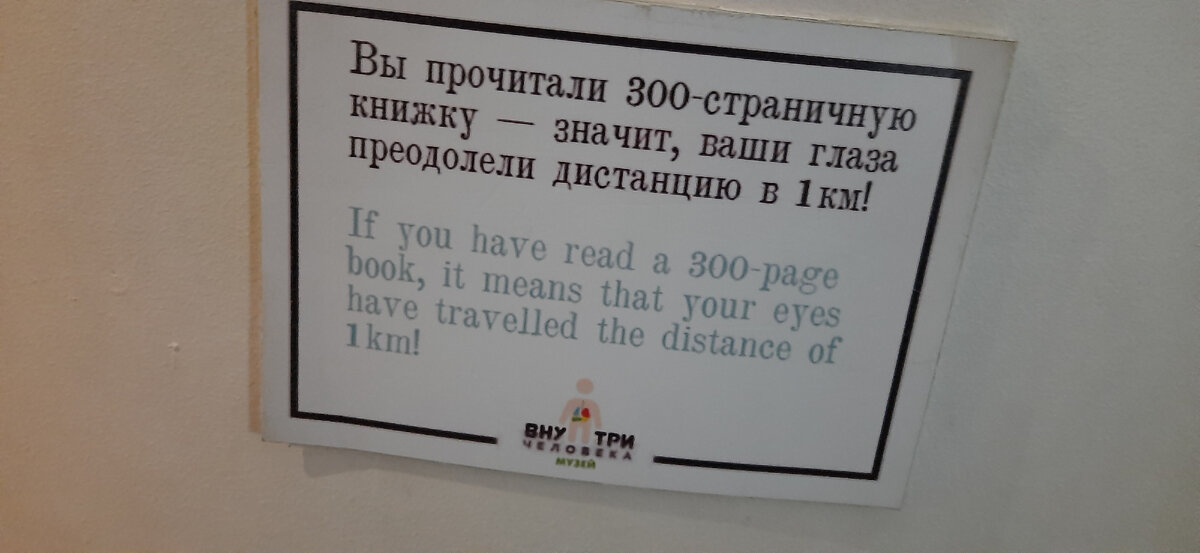 Вы прочитали 300-страничную
книжку — значит, ваши глаза
преодолели дистанцию в 1 км!
If you have read a 300-page
book, it means that your eyes
have travelled the distance of
1 km!
ВНУТРИ
ЧЕЛОВЕКА
МУЗЕЙ